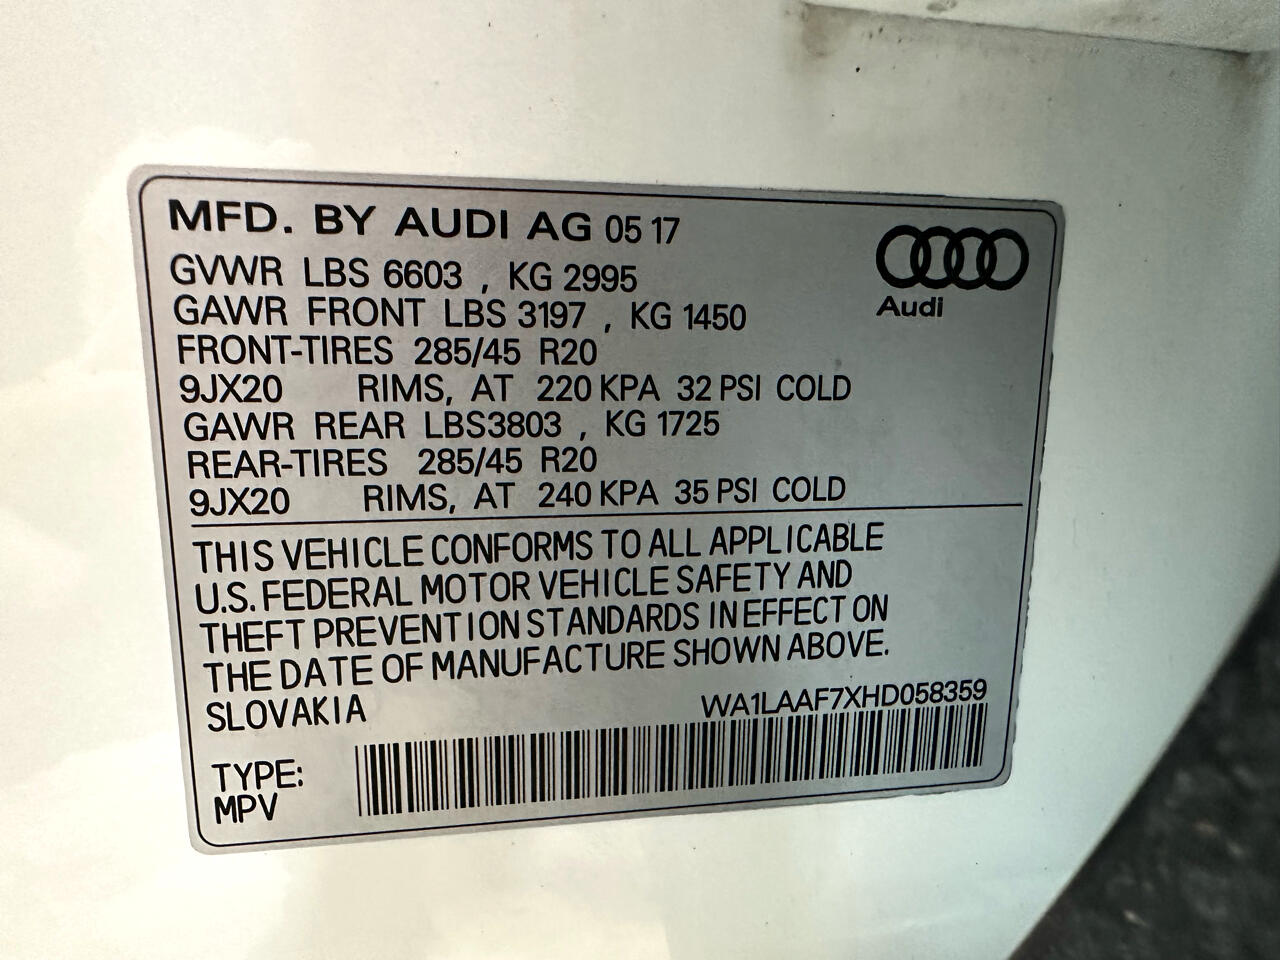 MFD. BY AUDI AG 05 17
Audi
GVWR LBS 6603 , KG 2995
GAWR FRONT LBS 3197 , KG 1450
FRONT-TIRES 285/45 R20
9JX20 RIMS, AT 220 KPA 32 PSI COLD
GAWR REAR LBS3803 , KG 1725
REAR-TIRES 285/45 R20
9JX20 RIMS, AT 240 KPA 35 PSI COLD
THIS VEHICLE CONFORMS TO ALL APPLICABLE
U.S. FEDERAL MOTOR VEHICLE SAFETY AND
THEFT PREVENTION STANDARDS IN EFFECT ON
THE DATE OF MANUFACTURE SHOWN ABOVE.
SLOVAKIA
WA1LAAF7XHD058359
TYPE:
MPV